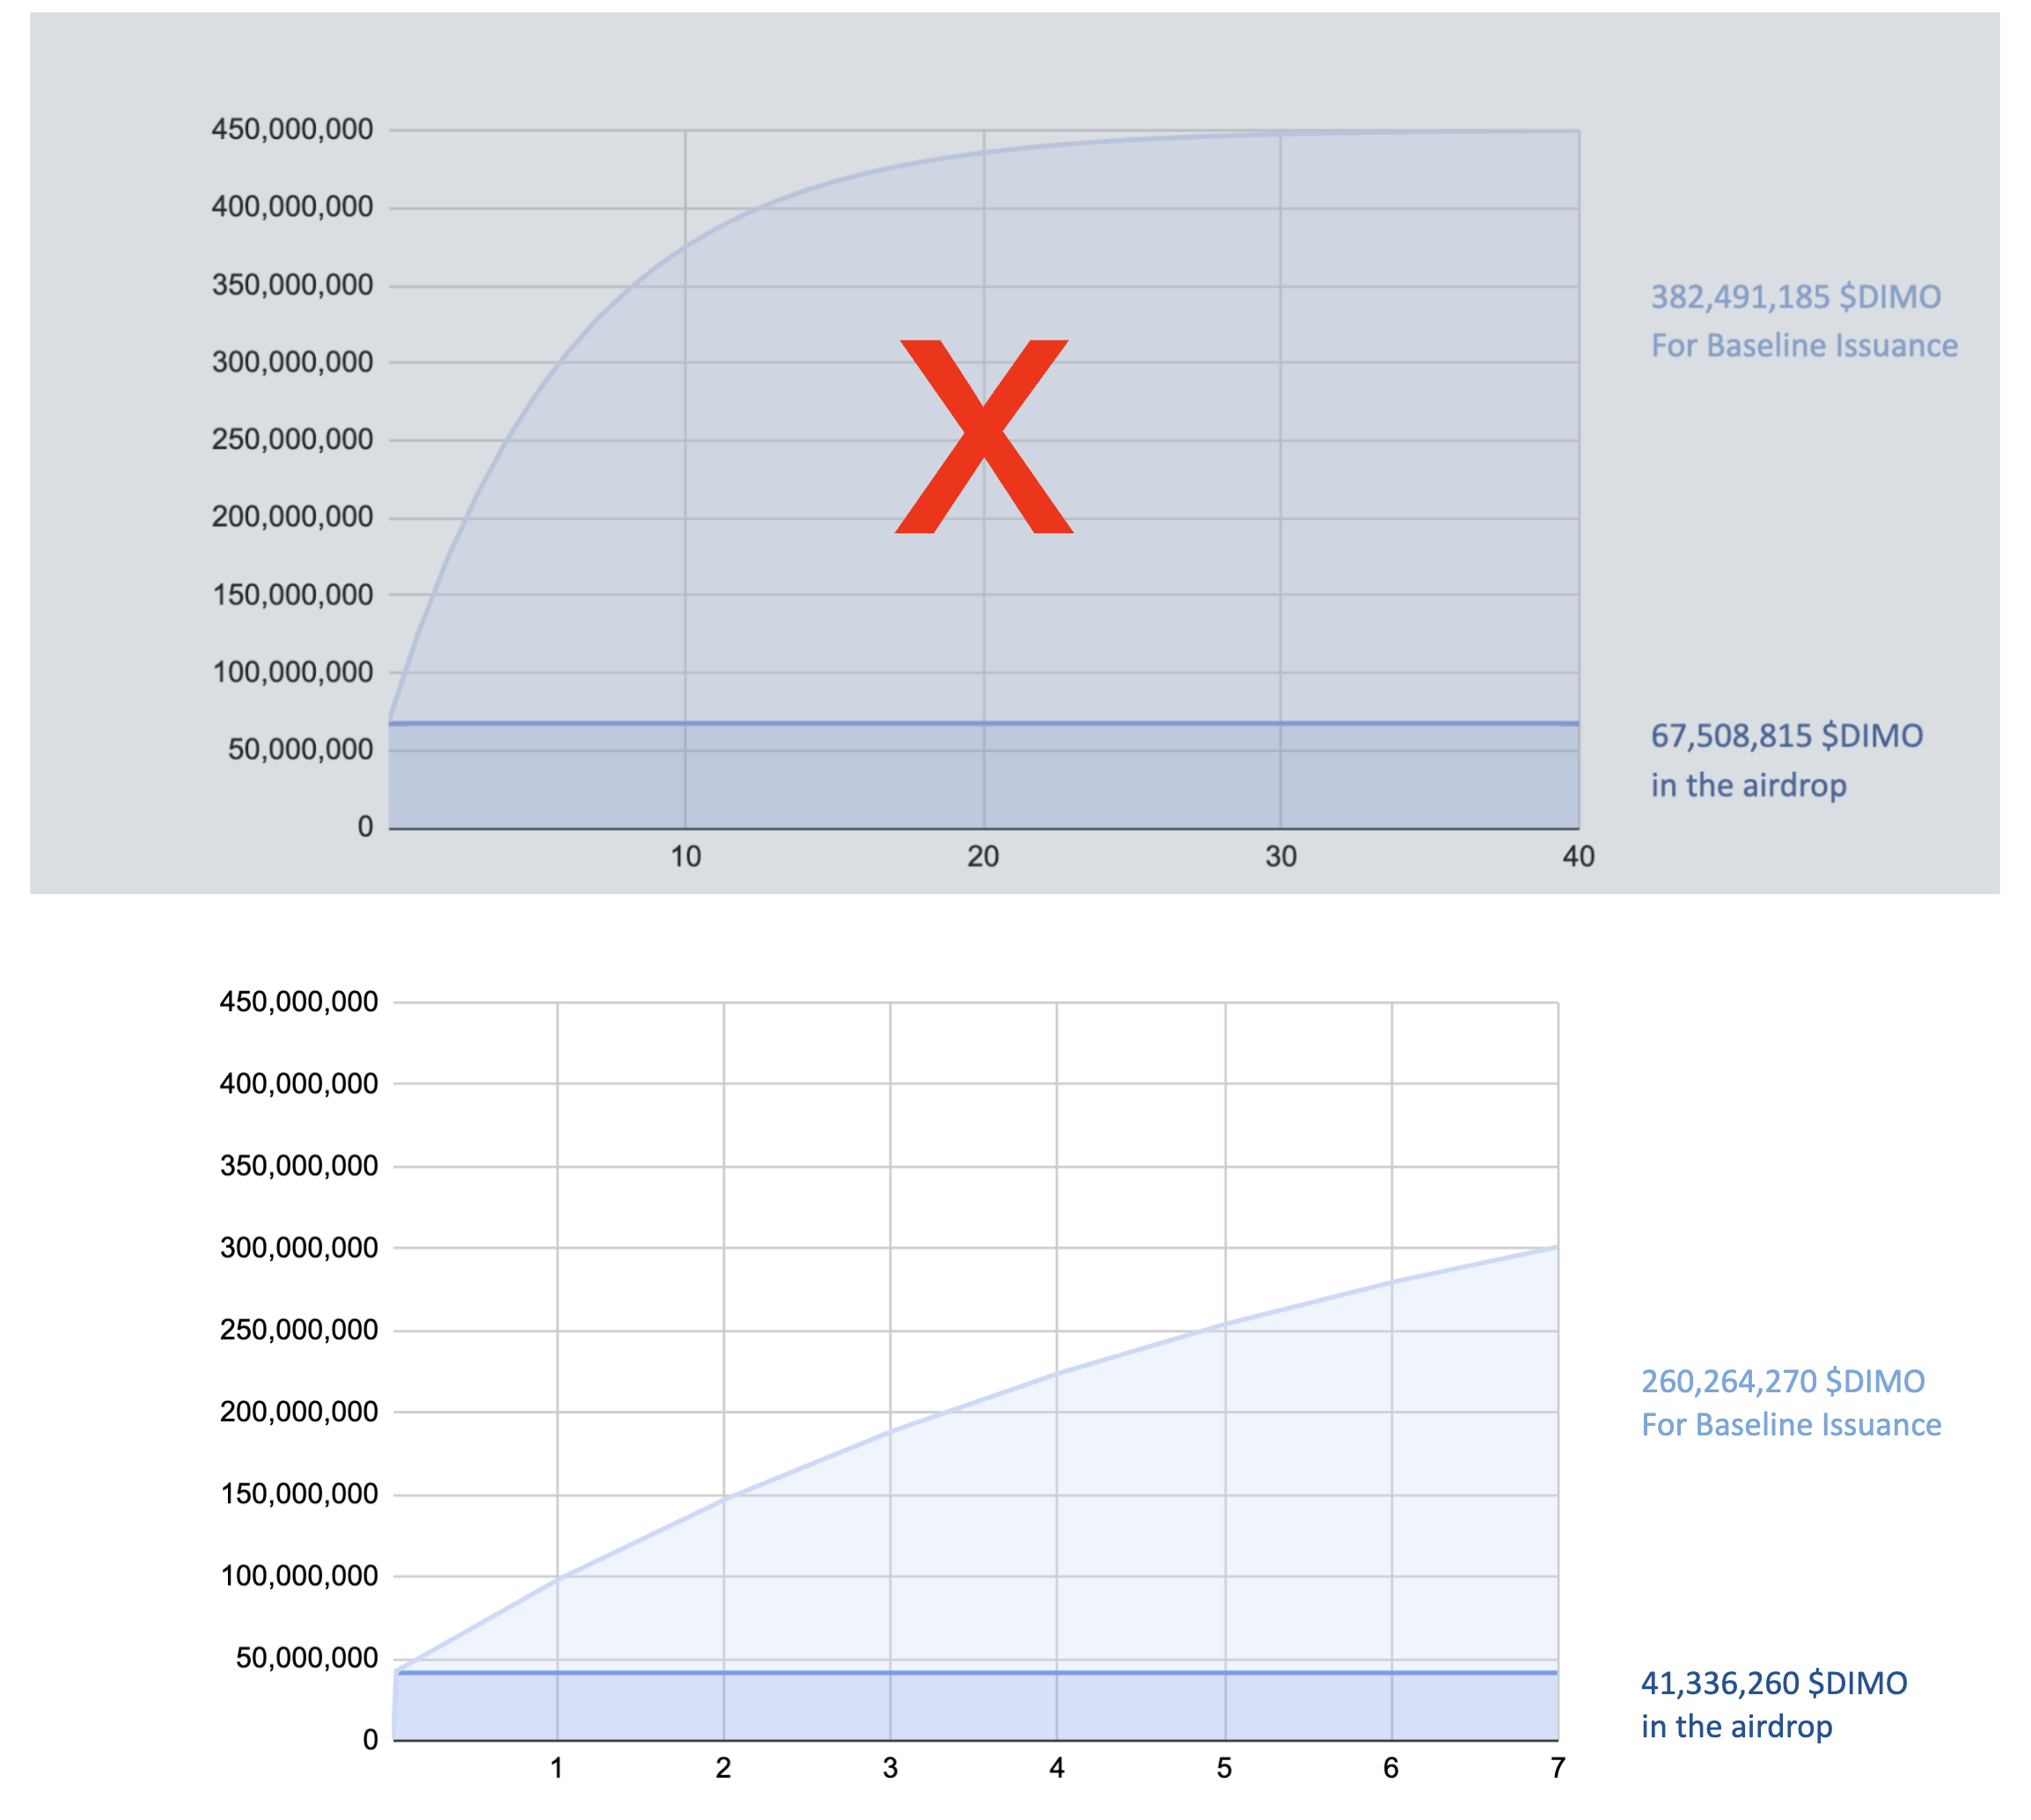 450,000,000
400,000,000
350,000,000
382,491,185 $DIMO
For Baseline Issuance
300,000,000
250,000,000
200,000,000
150,000,000
100,000,000
67,508,815 $DIMO
in the airdrop
50,000,000
0
10 20 30 40
X
450,000,000
400,000,000
350,000,000
300,000,000
250,000,000
260,264,270 $DIMO
For Baseline Issuance
200,000,000
150,000,000
100,000,000
50,000,000
41,336,260 $DIMO
in the airdrop
0
1 2 3 4 5 6 7